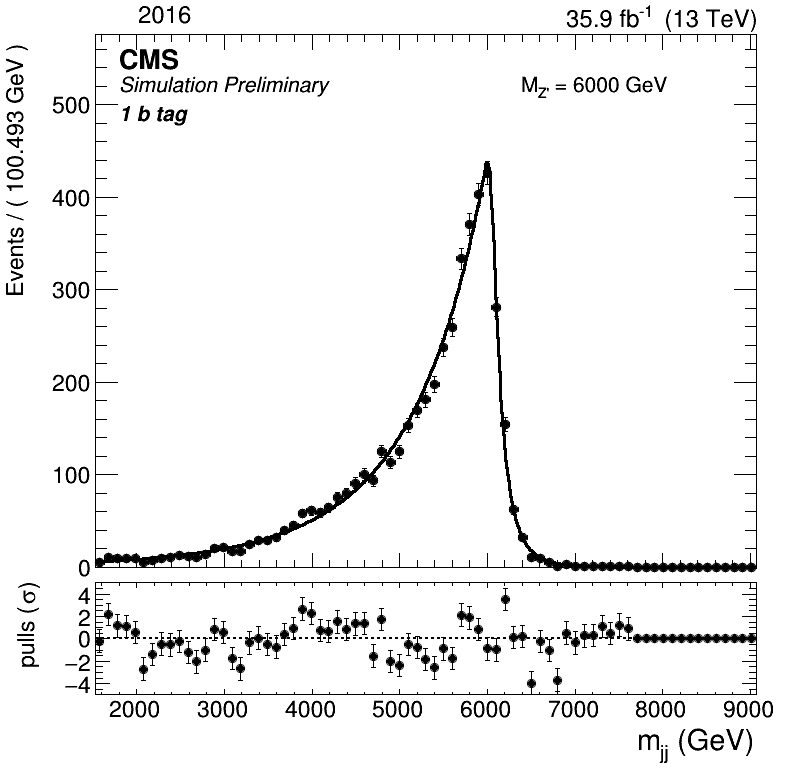 2016 35.9 fb⁻¹ (13 TeV)
CMS
Simulation Preliminary
M_Z' = 6000 GeV
1 b tag
Events / ( 100.493 GeV )
500
400
300
200
100
0
pulls (σ)
4
2
0
−2
−4
2000 3000 4000 5000 6000 7000 8000 9000
m_jj (GeV)